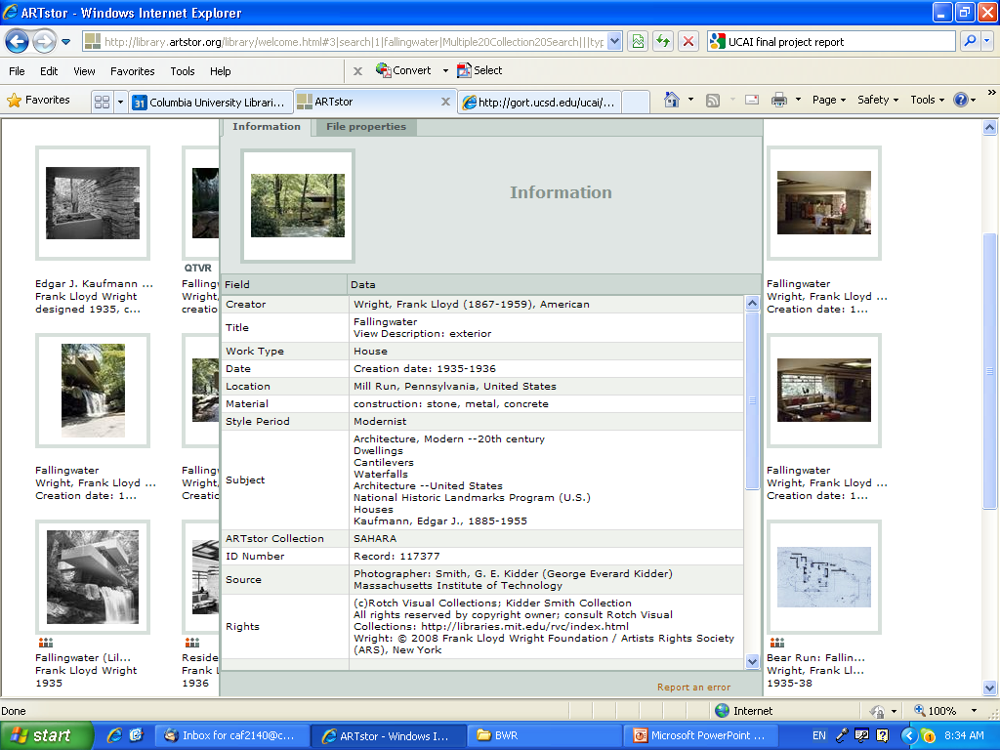 ARTstor - Windows Internet Explorer
http://library.artstor.org/library/welcome.html#3|search|1|fallingwater|Multiple20Collection20Search|||typ
UCAI final project report
File Edit View Favorites Tools Help
x Convert Select
Favorites
31 Columbia University Librari...
ARTstor
http://gort.ucsd.edu/ucai/...
Page Safety Tools
Information File properties
Information
Field Data
Creator Wright, Frank Lloyd (1867-1959), American
Title Fallingwater
View Description: exterior
Work Type House
Date Creation date: 1935-1936
Location Mill Run, Pennsylvania, United States
Material construction: stone, metal, concrete
Style Period Modernist
Subject Architecture, Modern --20th century
Dwellings
Cantilevers
Waterfalls
Architecture --United States
National Historic Landmarks Program (U.S.)
Houses
Kaufmann, Edgar J., 1885-1955
ARTstor Collection SAHARA
ID Number Record: 117377
Source Photographer: Smith, G. E. Kidder (George Everard Kidder)
Massachusetts Institute of Technology
Rights (c)Rotch Visual Collections; Kidder Smith Collection
All rights reserved by copyright owner; consult Rotch Visual
Collections: http://libraries.mit.edu/rvc/index.html
Wright: © 2008 Frank Lloyd Wright Foundation / Artists Rights Society
(ARS), New York
Report an error
Edgar J. Kaufmann ...
Frank Lloyd Wright
designed 1935, c...
QTVR
Falling
Wright,
creatio
Fallingwater
Wright, Frank Lloyd ...
Creation date: 1...
Fallingwater
Wright, Frank Lloyd ...
Creation date: 1...
Falling
Wright,
Creatio
Fallingwater
Wright, Frank Lloyd ...
Creation date: 1...
Fallingwater (Lil...
Frank Lloyd Wright
1935
Reside
Frank L
1936
Bear Run: Fallin...
Wright, Frank Ll...
1935-38
Done Internet 100%
start Inbox for caf2140@c... ARTstor - Windows I... BWR Microsoft PowerPoint ... EN 8:34 AM